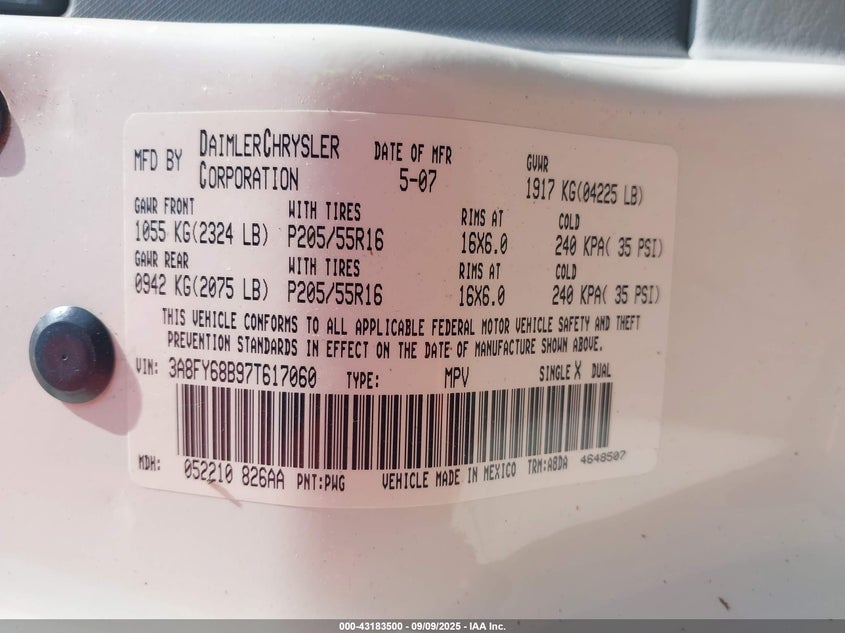 MFD BY DAIMLERCHRYSLER CORPORATION DATE OF MFR 5-07 GVWR 1917 KG(04225 LB)
GAWR FRONT WITH TIRES RIMS AT COLD
1055 KG(2324 LB) P205/55R16 16X6.0 240 KPA( 35 PSI)
GAWR REAR WITH TIRES RIMS AT COLD
0942 KG(2075 LB) P205/55R16 16X6.0 240 KPA( 35 PSI)
THIS VEHICLE CONFORMS TO ALL APPLICABLE FEDERAL MOTOR VEHICLE SAFETY AND THEFT
PREVENTION STANDARDS IN EFFECT ON THE DATE OF MANUFACTURE SHOWN ABOVE.
VIN: 3A8FY68B97T617060 TYPE: MPV SINGLE X DUAL
MDH: 052210 826AA PNT:PWG VEHICLE MADE IN MEXICO TRM:A8DA 4648507
000-43183500 - 09/09/2025 - IAA Inc.